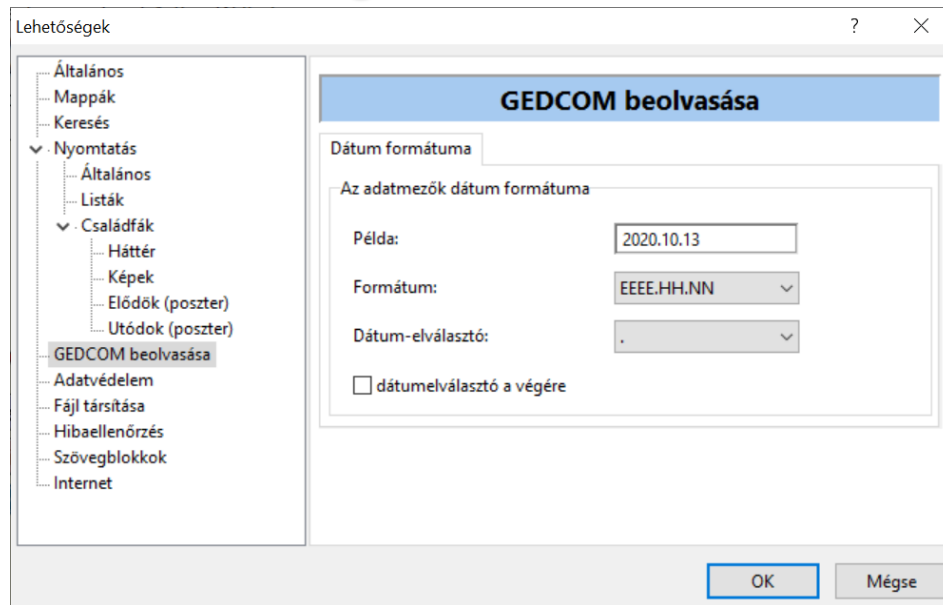 Lehetőségek
?
Általános
Mappák
Keresés
Nyomtatás
Általános
Listák
Családfák
Háttér
Képek
Elődök (poszter)
Utódok (poszter)
GEDCOM beolvasása
Adatvédelem
Fájl társítása
Hibaellenőrzés
Szövegblokkok
Internet
GEDCOM beolvasása
Dátum formátuma
Az adatmezők dátum formátuma
Példa: 2020.10.13
Formátum: EEEE.HH.NN
Dátum-elválasztó: .
dátumelválasztó a végére
OK Mégse